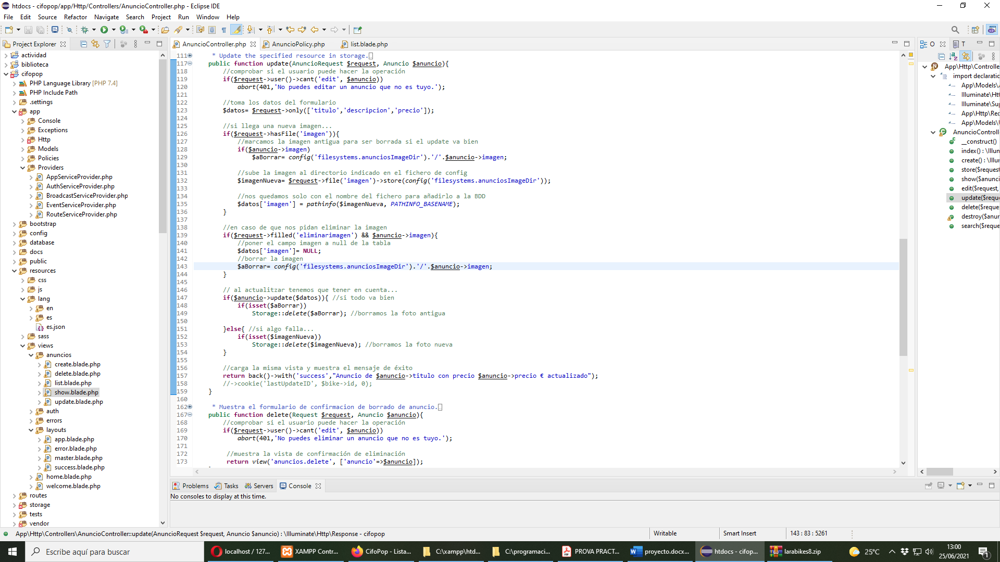 htdocs - cifopop/app/Http/Controllers/AnuncioController.php - Eclipse IDE
File Edit Source Refactor Navigate Search Project Run Window Help
Project Explorer
actividad
biblioteca
cifopop
PHP Language Library [PHP 7.4]
PHP Include Path
.settings
app
Console
Exceptions
Http
Models
Policies
Providers
AppServiceProvider.php
AuthServiceProvider.php
BroadcastServiceProvider.php
EventServiceProvider.php
RouteServiceProvider.php
bootstrap
config
database
docs
public
resources
css
js
lang
en
es
es.json
sass
views
anuncios
create.blade.php
delete.blade.php
list.blade.php
show.blade.php
update.blade.php
auth
errors
layouts
app.blade.php
error.blade.php
master.blade.php
success.blade.php
home.blade.php
welcome.blade.php
routes
storage
tests
vendor
AnuncioController.php AnuncioPolicy.php list.blade.php
111 * Update the specified resource in storage.
117 public function update(AnuncioRequest $request, Anuncio $anuncio){
118 //comprobar si el usuario puede hacer la operación
119 if($request->user()->cant('edit', $anuncio))
120 abort(401,'No puedes editar un anuncio que no es tuyo.');
121
122 //toma los datos del formulario
123 $datos= $request->only(['titulo','descripcion','precio']);
124
125 //si llega una nueva imagen...
126 if($request->hasFile('imagen')){
127 //marcamos la imagen antigua para ser borrada si el update va bien
128 if($anuncio->imagen)
129 $aBorrar= config('filesystems.anunciosImageDir').'/'.$anuncio->imagen;
130
131 //sube la imagen al directorio indicado en el fichero de config
132 $imagenNueva= $request->file('imagen')->store(config('filesystems.anunciosImageDir'));
133
134 //nos quedamos solo con el nombre del fichero para añadirlo a la BDD
135 $datos['imagen'] = pathinfo($imagenNueva, PATHINFO_BASENAME);
136 }
137
138 //en caso de que nos pidan eliminar la imagen
139 if($request->filled('eliminarimagen') && $anuncio->imagen){
140 //poner el campo imagen a null de la tabla
141 $datos['imagen']= NULL;
142 //borrar la imagen
143 $aBorrar= config('filesystems.anunciosImageDir').'/'.$anuncio->imagen;
144 }
145
146 // al actualitzar tenemos que tener en cuenta...
147 if($anuncio->update($datos)){ //si todo va bien
148 if(isset($aBorrar))
149 Storage::delete($aBorrar); //borramos la foto antigua
150
151 }else{ //si algo falla...
152 if(isset($imagenNueva))
153 Storage::delete($imagenNueva); //borramos la foto nueva
154 }
155
156 //carga la misma vista y muestra el mensaje de éxito
157 return back()->with('success',"Anuncio de $anuncio->titulo con precio $anuncio->precio € actualizado");
158 //->cookie('lastUpdateID', $bike->id, 0);
159 }
160
162 * Muestra el formulario de confirmacion de borrado de anuncio.
167 public function delete(Request $request, Anuncio $anuncio){
168 //comprobar si el usuario puede hacer la operación
169 if($request->user()->cant('edit', $anuncio))
170 abort(401,'No puedes eliminar un anuncio que no es tuyo.');
171
172 //muestra la vista de confirmación de eliminación
173 return view('anuncios.delete', ['anuncio'=>$anuncio]);
O T
App\Http\Controlle
import declaratic
App\Models\
Illuminate\Htt
Illuminate\Su
App\Http\Rec
App\Models\
AnuncioControll
__construct()
index() : \Illum
create() : \Illu
store($request
show($anunci
edit($request,
update($reque
delete($reques
destroy($anun
search($reque
Problems Tasks Servers Console
No consoles to display at this time.
App\Http\Controllers\AnuncioController::update(AnuncioRequest $request, Anuncio $anuncio) : \Illuminate\Http\Response - cifopop
Writable Smart Insert 143 : 83 : 5261
Escribe aquí para buscar
localhost / 127... XAMPP Contr... CifoPop - Lista... C:\xampp\htd... C:\programaci... PROVA PRACT... proyecto.docx... htdocs - cifop... larabikes8.zip
25°C
13:00
25/06/2021
1